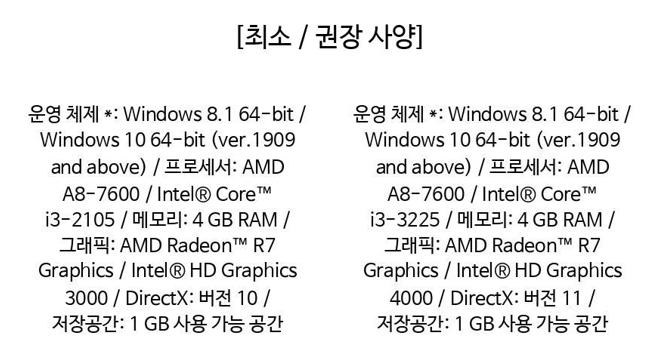 [최소 / 권장 사양]
운영 체제 *: Windows 8.1 64-bit /
Windows 10 64-bit (ver.1909
and above) / 프로세서: AMD
A8-7600 / Intel® Core™
i3-2105 / 메모리: 4 GB RAM /
그래픽: AMD Radeon™ R7
Graphics / Intel® HD Graphics
3000 / DirectX: 버전 10 /
저장공간: 1 GB 사용 가능 공간
운영 체제 *: Windows 8.1 64-bit /
Windows 10 64-bit (ver.1909
and above) / 프로세서: AMD
A8-7600 / Intel® Core™
i3-3225 / 메모리: 4 GB RAM /
그래픽: AMD Radeon™ R7
Graphics / Intel® HD Graphics
4000 / DirectX: 버전 11 /
저장공간: 1 GB 사용 가능 공간